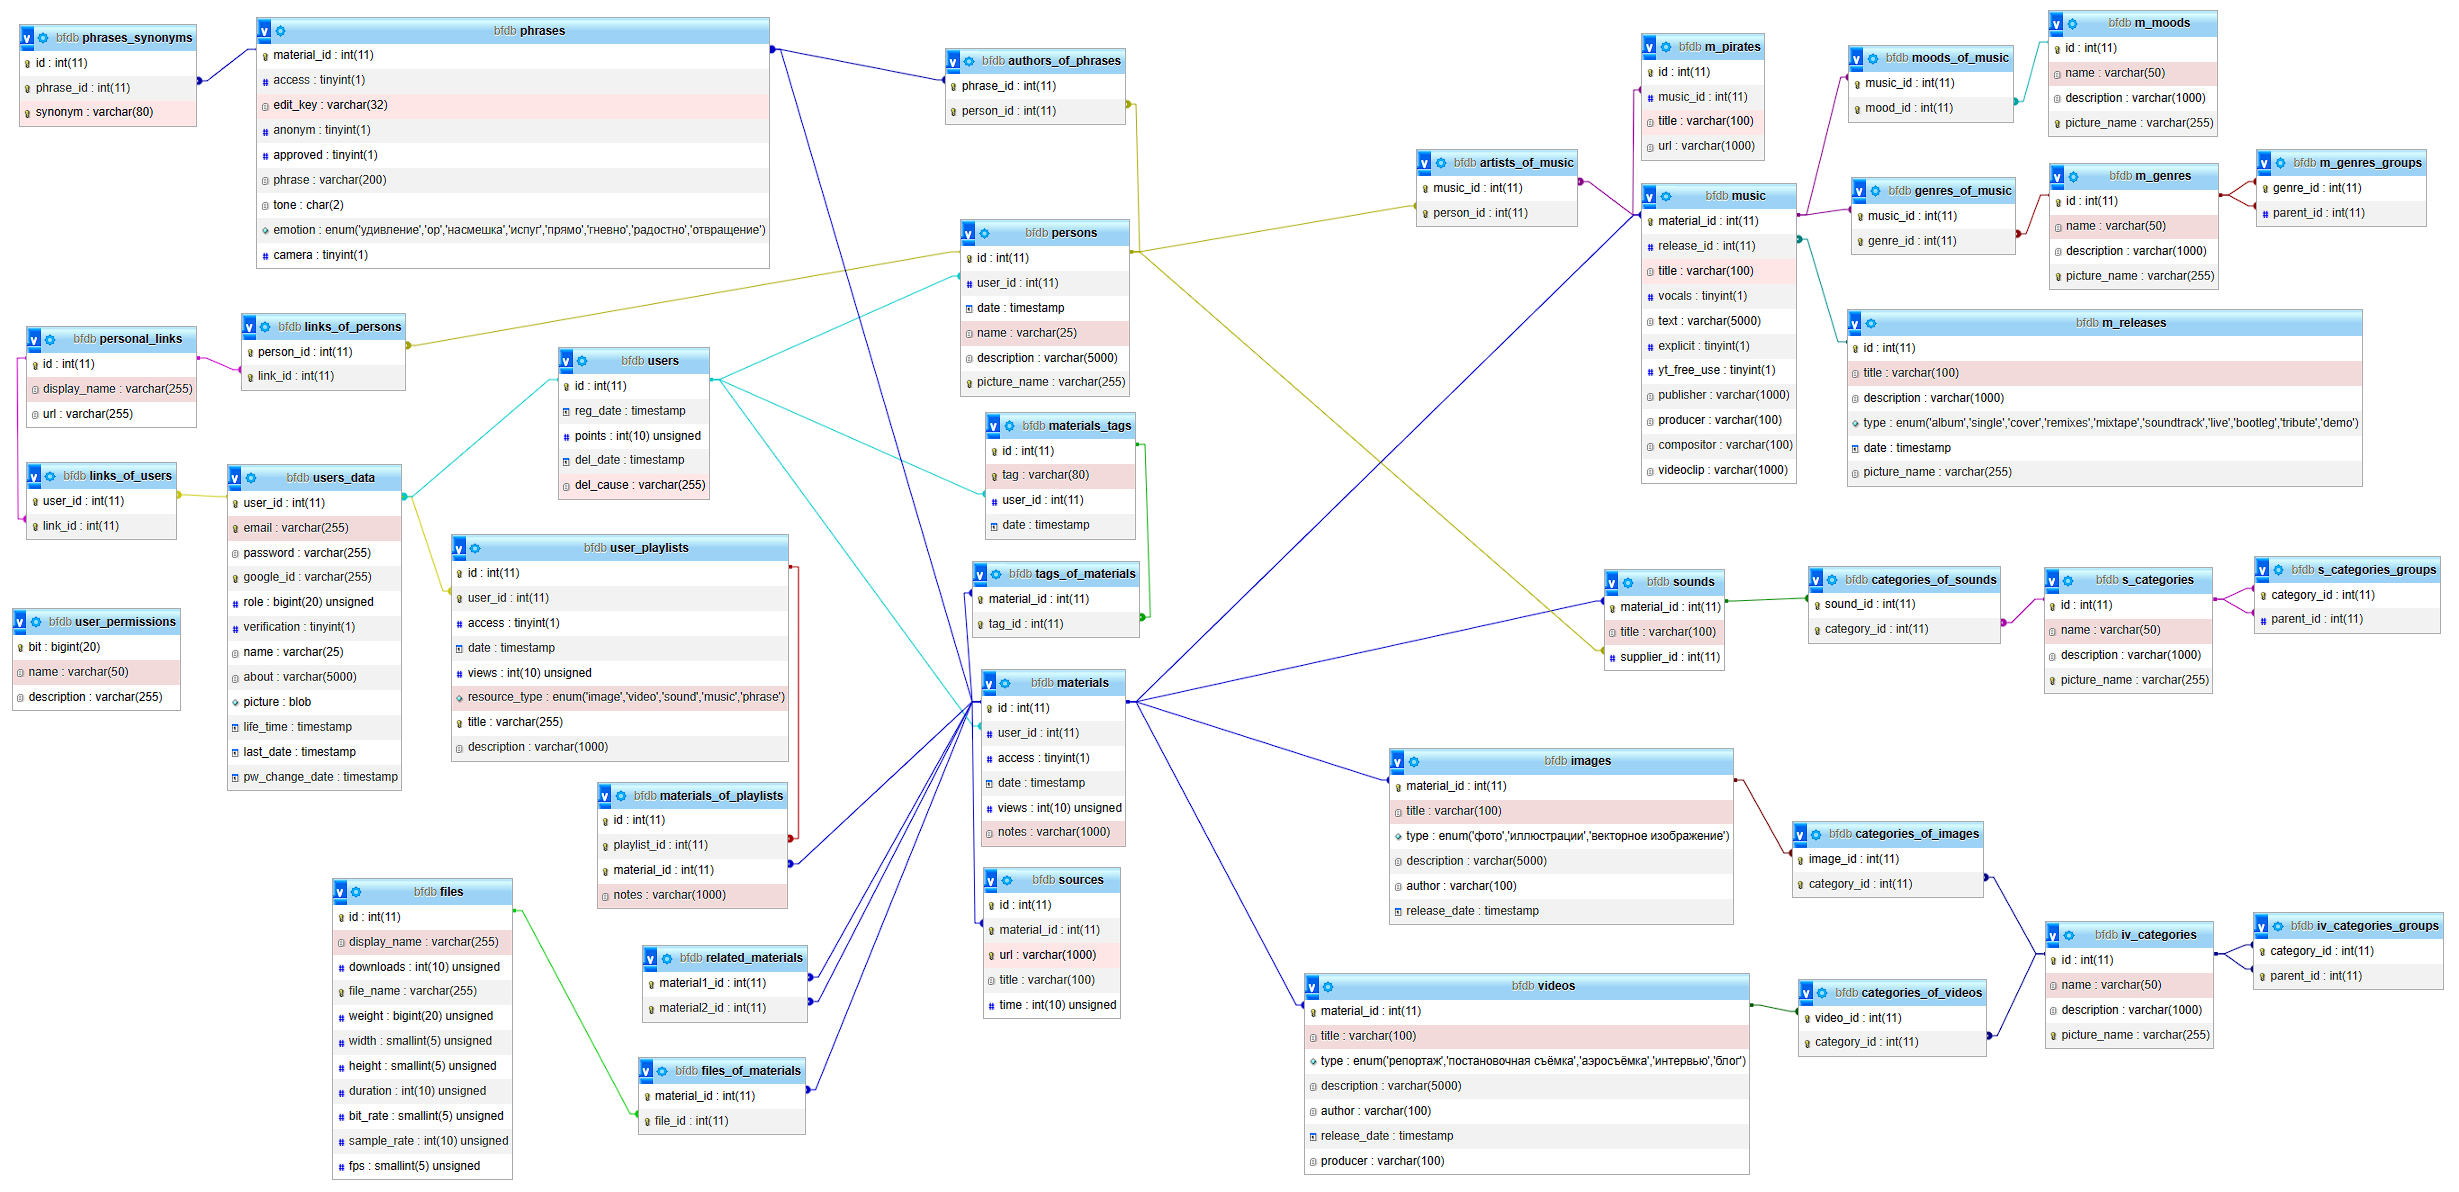 bfdb phrases_synonyms
id : int(11)
phrase_id : int(11)
synonym : varchar(80)
bfdb phrases
material_id : int(11)
access : tinyint(1)
edit_key : varchar(32)
anonym : tinyint(1)
approved : tinyint(1)
phrase : varchar(200)
tone : char(2)
emotion : enum('удивление','ор','насмешка','испуг','прямо','гневно','радостно','отвращение')
camera : tinyint(1)
bfdb authors_of_phrases
phrase_id : int(11)
person_id : int(11)
bfdb persons
id : int(11)
user_id : int(11)
date : timestamp
name : varchar(25)
description : varchar(5000)
picture_name : varchar(255)
bfdb artists_of_music
music_id : int(11)
person_id : int(11)
bfdb m_pirates
id : int(11)
music_id : int(11)
title : varchar(100)
url : varchar(1000)
bfdb music
material_id : int(11)
release_id : int(11)
title : varchar(100)
vocals : tinyint(1)
text : varchar(5000)
explicit : tinyint(1)
yt_free_use : tinyint(1)
publisher : varchar(1000)
producer : varchar(100)
compositor : varchar(100)
videoclip : varchar(1000)
bfdb moods_of_music
music_id : int(11)
mood_id : int(11)
bfdb m_moods
id : int(11)
name : varchar(50)
description : varchar(1000)
picture_name : varchar(255)
bfdb genres_of_music
music_id : int(11)
genre_id : int(11)
bfdb m_genres
id : int(11)
name : varchar(50)
description : varchar(1000)
picture_name : varchar(255)
bfdb m_genres_groups
genre_id : int(11)
parent_id : int(11)
bfdb m_releases
id : int(11)
title : varchar(100)
description : varchar(1000)
type : enum('album','single','cover','remixes','mixtape','soundtrack','live','bootleg','tribute','demo')
date : timestamp
picture_name : varchar(255)
bfdb personal_links
id : int(11)
display_name : varchar(255)
url : varchar(255)
bfdb links_of_persons
person_id : int(11)
link_id : int(11)
bfdb users
id : int(11)
reg_date : timestamp
points : int(10) unsigned
del_date : timestamp
del_cause : varchar(255)
bfdb materials_tags
id : int(11)
tag : varchar(80)
user_id : int(11)
date : timestamp
bfdb links_of_users
user_id : int(11)
link_id : int(11)
bfdb users_data
user_id : int(11)
email : varchar(255)
password : varchar(255)
google_id : varchar(255)
role : bigint(20) unsigned
verification : tinyint(1)
name : varchar(25)
about : varchar(5000)
picture : blob
life_time : timestamp
last_date : timestamp
pw_change_date : timestamp
bfdb user_playlists
id : int(11)
user_id : int(11)
access : tinyint(1)
date : timestamp
views : int(10) unsigned
resource_type : enum('image','video','sound','music','phrase')
title : varchar(255)
description : varchar(1000)
bfdb tags_of_materials
material_id : int(11)
tag_id : int(11)
bfdb user_permissions
bit : bigint(20)
name : varchar(50)
description : varchar(255)
bfdb materials
id : int(11)
user_id : int(11)
access : tinyint(1)
date : timestamp
views : int(10) unsigned
notes : varchar(1000)
bfdb sounds
material_id : int(11)
title : varchar(100)
supplier_id : int(11)
bfdb categories_of_sounds
sound_id : int(11)
category_id : int(11)
bfdb s_categories
id : int(11)
name : varchar(50)
description : varchar(1000)
picture_name : varchar(255)
bfdb s_categories_groups
category_id : int(11)
parent_id : int(11)
bfdb materials_of_playlists
id : int(11)
playlist_id : int(11)
material_id : int(11)
notes : varchar(1000)
bfdb images
material_id : int(11)
title : varchar(100)
type : enum('фото','иллюстрации','векторное изображение')
description : varchar(5000)
author : varchar(100)
release_date : timestamp
bfdb categories_of_images
image_id : int(11)
category_id : int(11)
bfdb files
id : int(11)
display_name : varchar(255)
downloads : int(10) unsigned
file_name : varchar(255)
weight : bigint(20) unsigned
width : smallint(5) unsigned
height : smallint(5) unsigned
duration : int(10) unsigned
bit_rate : smallint(5) unsigned
sample_rate : int(10) unsigned
fps : smallint(5) unsigned
bfdb sources
id : int(11)
material_id : int(11)
url : varchar(1000)
title : varchar(100)
time : int(10) unsigned
bfdb related_materials
material1_id : int(11)
material2_id : int(11)
bfdb files_of_materials
material_id : int(11)
file_id : int(11)
bfdb videos
material_id : int(11)
title : varchar(100)
type : enum('репортаж','постановочная съёмка','аэросъёмка','интервью','блог')
description : varchar(5000)
author : varchar(100)
release_date : timestamp
producer : varchar(100)
bfdb categories_of_videos
video_id : int(11)
category_id : int(11)
bfdb iv_categories
id : int(11)
name : varchar(50)
description : varchar(1000)
picture_name : varchar(255)
bfdb iv_categories_groups
category_id : int(11)
parent_id : int(11)